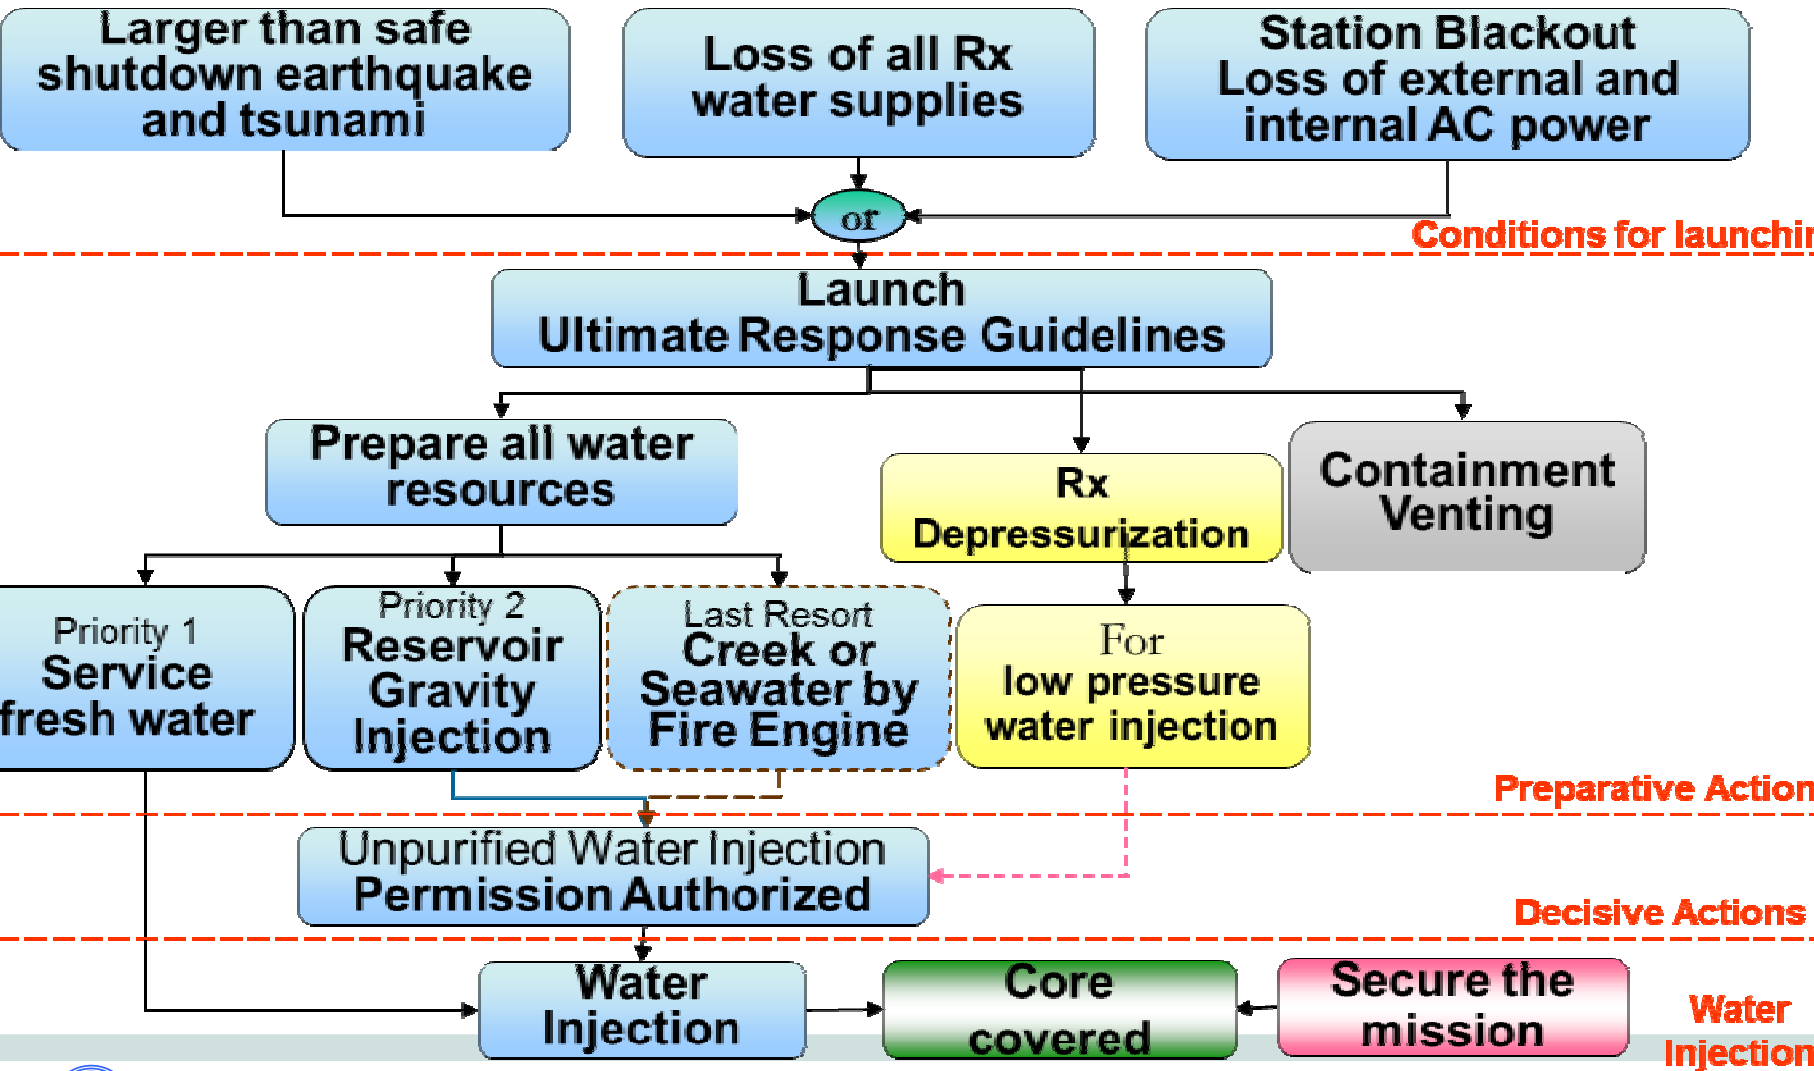 Larger than safe
shutdown earthquake
and tsunami
Loss of all Rx
water supplies
Station Blackout
Loss of external and
internal AC power
or
Conditions for launchin
Launch
Ultimate Response Guidelines
Prepare all water
resources
Rx
Depressurization
Containment
Venting
Priority 1
Service
fresh water
Priority 2
Reservoir
Gravity
Injection
Last Resort
Creek or
Seawater by
Fire Engine
For
low pressure
water injection
Preparative Action
Unpurified Water Injection
Permission Authorized
Decisive Actions
Water
Injection
Core
covered
Secure the
mission
Water
Injection